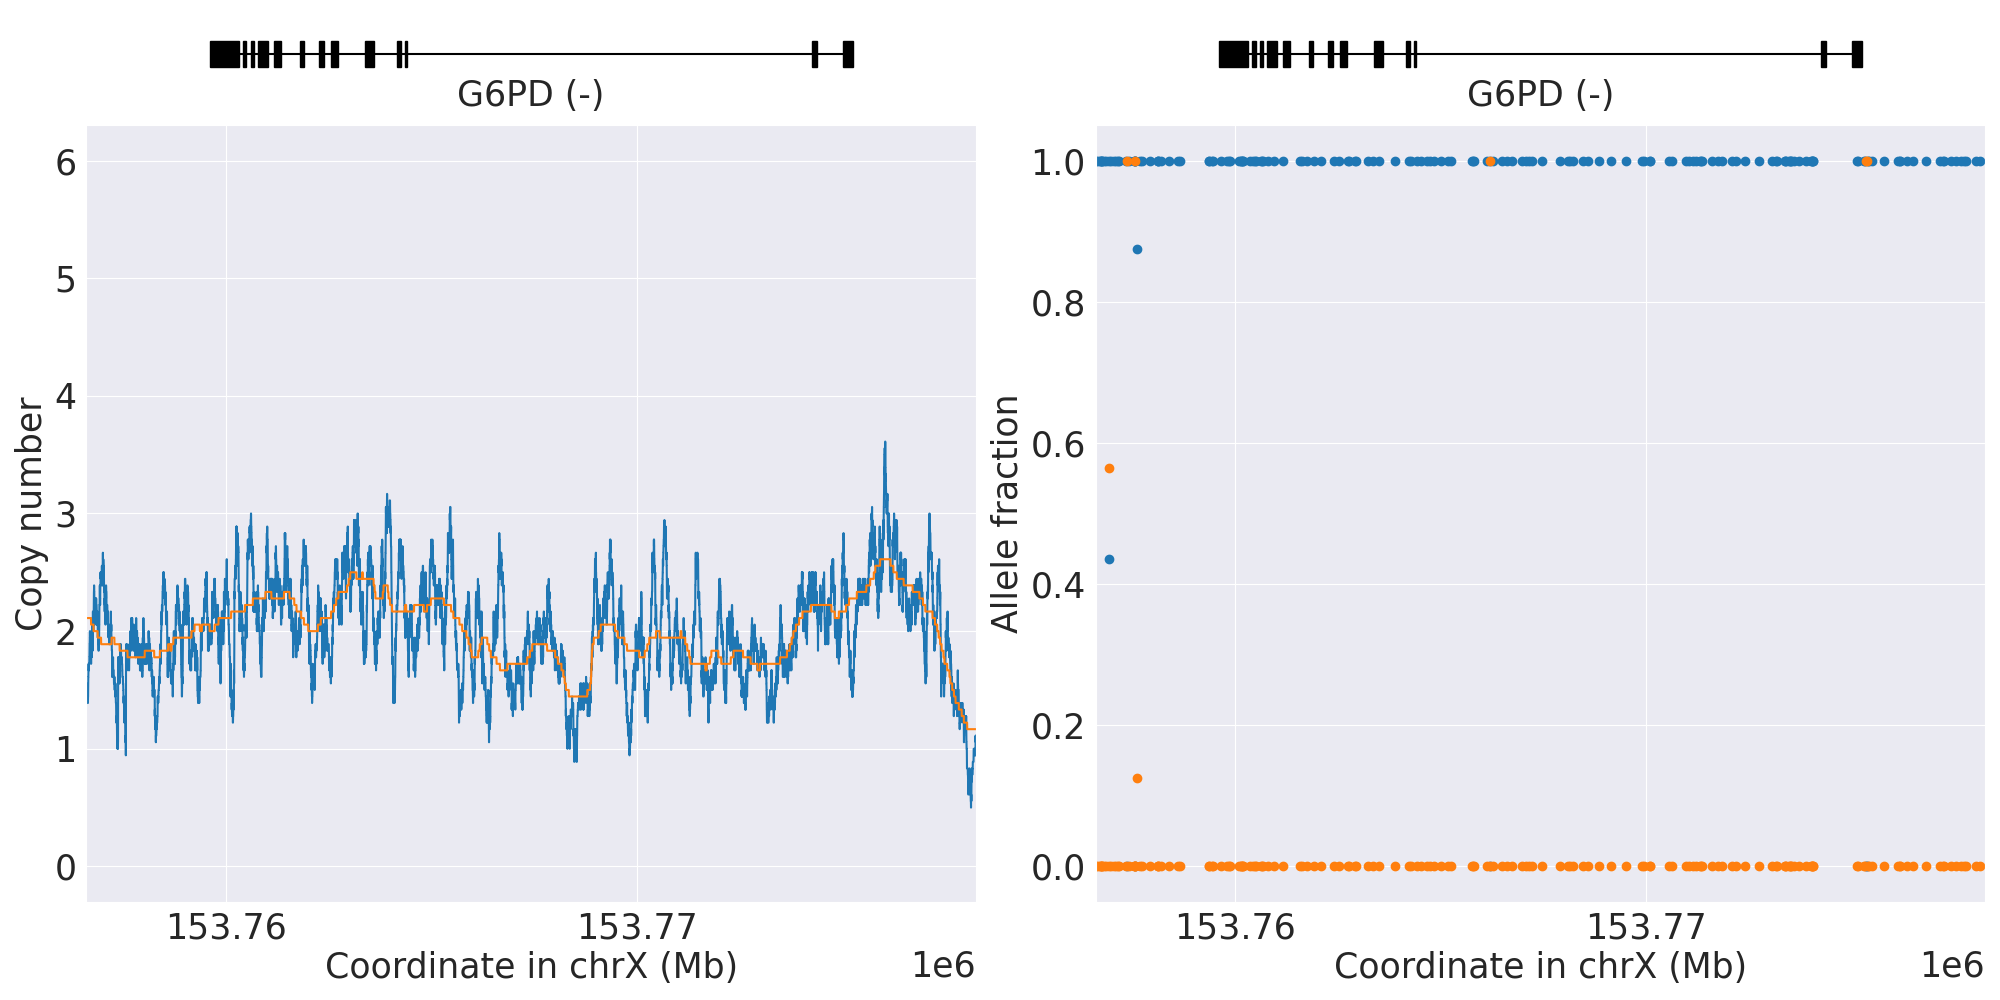 G6PD (-)
6
5
4
3
2
1
0
Copy number
153.76
153.77
Coordinate in chrX (Mb)
1e6
G6PD (-)
1.0
0.8
0.6
0.4
0.2
0.0
Allele fraction
153.76
153.77
Coordinate in chrX (Mb)
1e6